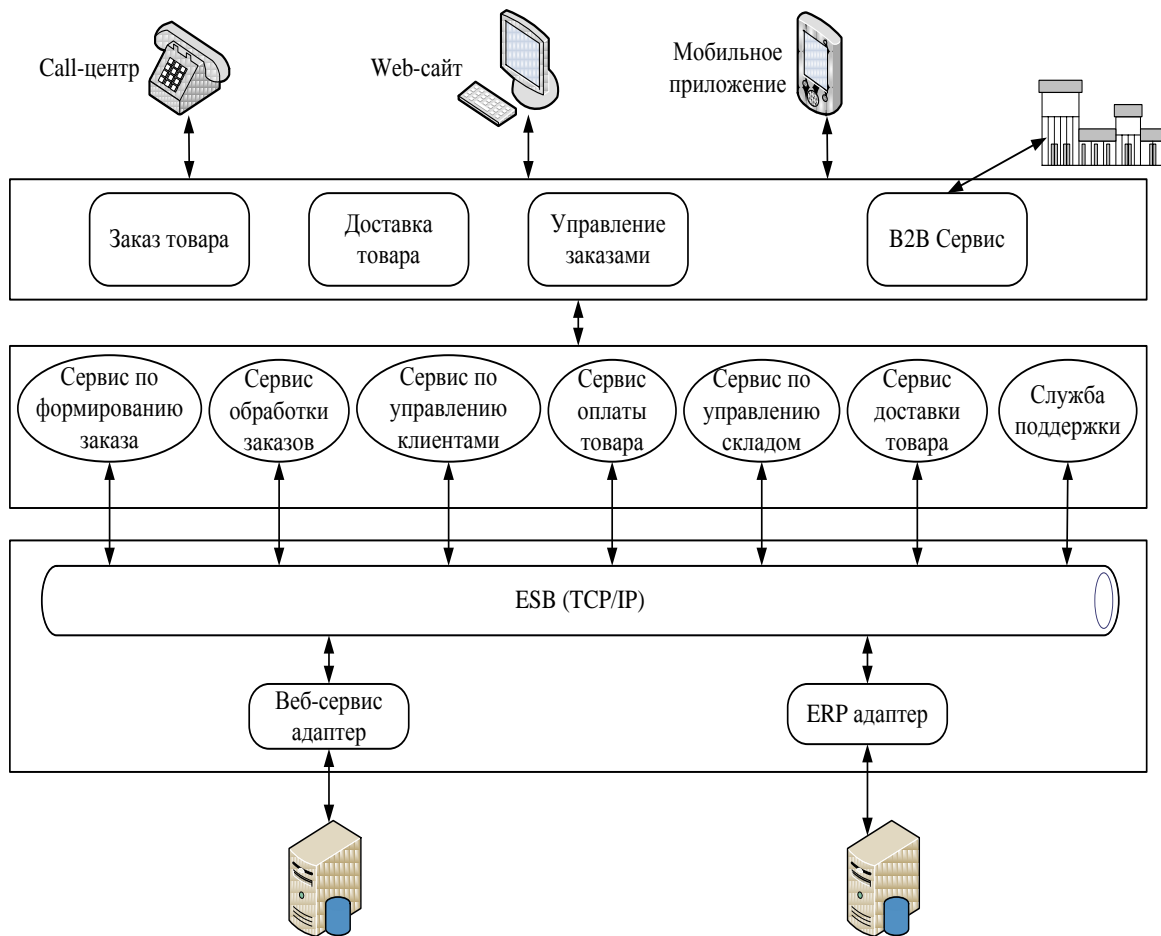 Call-центр
Web-сайт
Мобильное
приложение
Заказ товара
Доставка
товара
Управление
заказами
B2B Сервис
Сервис по
формированию
заказа
Сервис
обработки
заказов
Сервис по
управлению
клиентами
Сервис
оплаты
товара
Сервис по
управлению
складом
Сервис
доставки
товара
Служба
поддержки
ESB (TCP/IP)
Веб-сервис
адаптер
ERP адаптер